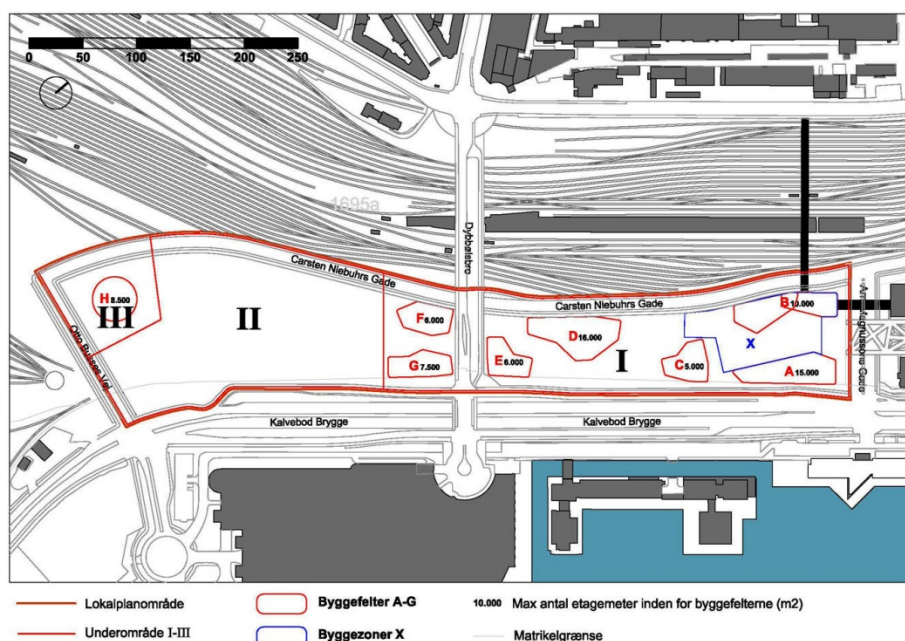 0 50 100 150 200 250
1695a
Dybbølsbro
Carsten Niebuhrs Gade
Carsten Niebuhrs Gade
H 8.500
III
II
F 6.000
G 7.500
E 6.000
D 16.000
I
C 5.000
B 10.000
X
A 15.000
Otto Busses Vej
Kalvebod Brygge
Kalvebod Brygge
Lokalplanområde
Byggefelter A-G
10.000 Max antal etagemeter inden for byggefelterne (m2)
Underområde I-III
Byggezoner X
Matrikelgrænse